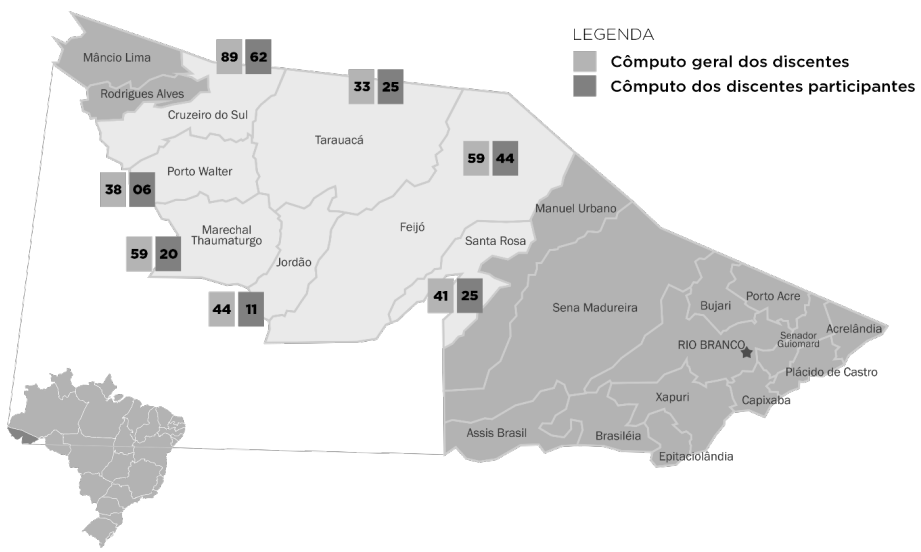 LEGENDA
Cômputo geral dos discentes
Cômputo dos discentes participantes
Mâncio Lima
89 62
33 25
Rodrigues Alves
Cruzeiro do Sul
Tarauacá
59 44
Porto Walter
38 06
Manuel Urbano
Marechal
Thaumaturgo
Feijó
Santa Rosa
59 20
Jordão
41 25
44 11
Sena Madureira
Bujari
Porto Acre
Acrelândia
Senador
Guiomard
RIO BRANCO
Plácido de Castro
Xapuri
Capixaba
Assis Brasil
Brasiléia
Epitaciolândia